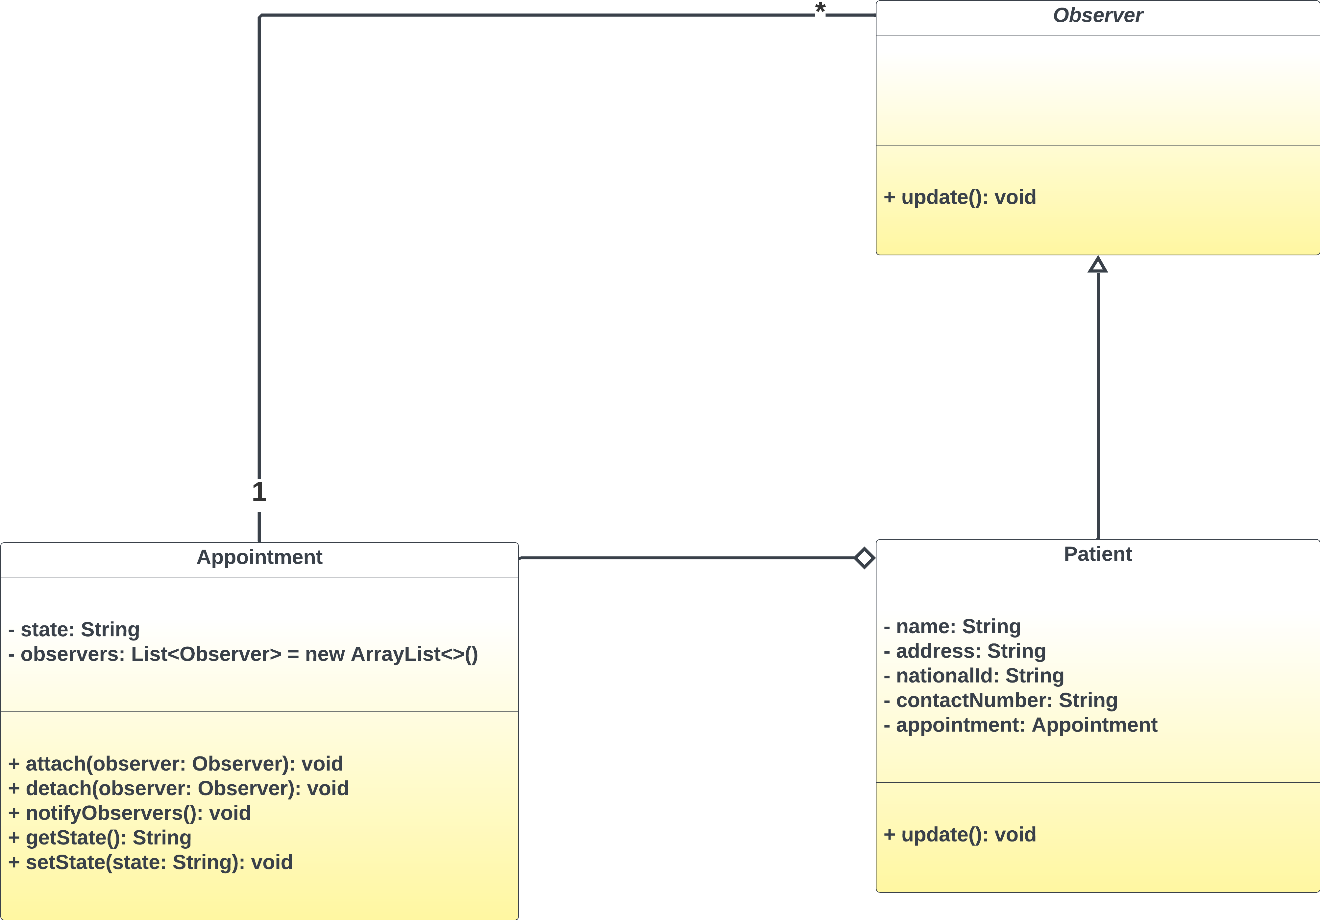 *
Observer
+ update(): void
1
Appointment
- state: String
- observers: List<Observer> = new ArrayList<>()
+ attach(observer: Observer): void
+ detach(observer: Observer): void
+ notifyObservers(): void
+ getState(): String
+ setState(state: String): void
Patient
- name: String
- address: String
- nationalId: String
- contactNumber: String
- appointment: Appointment
+ update(): void